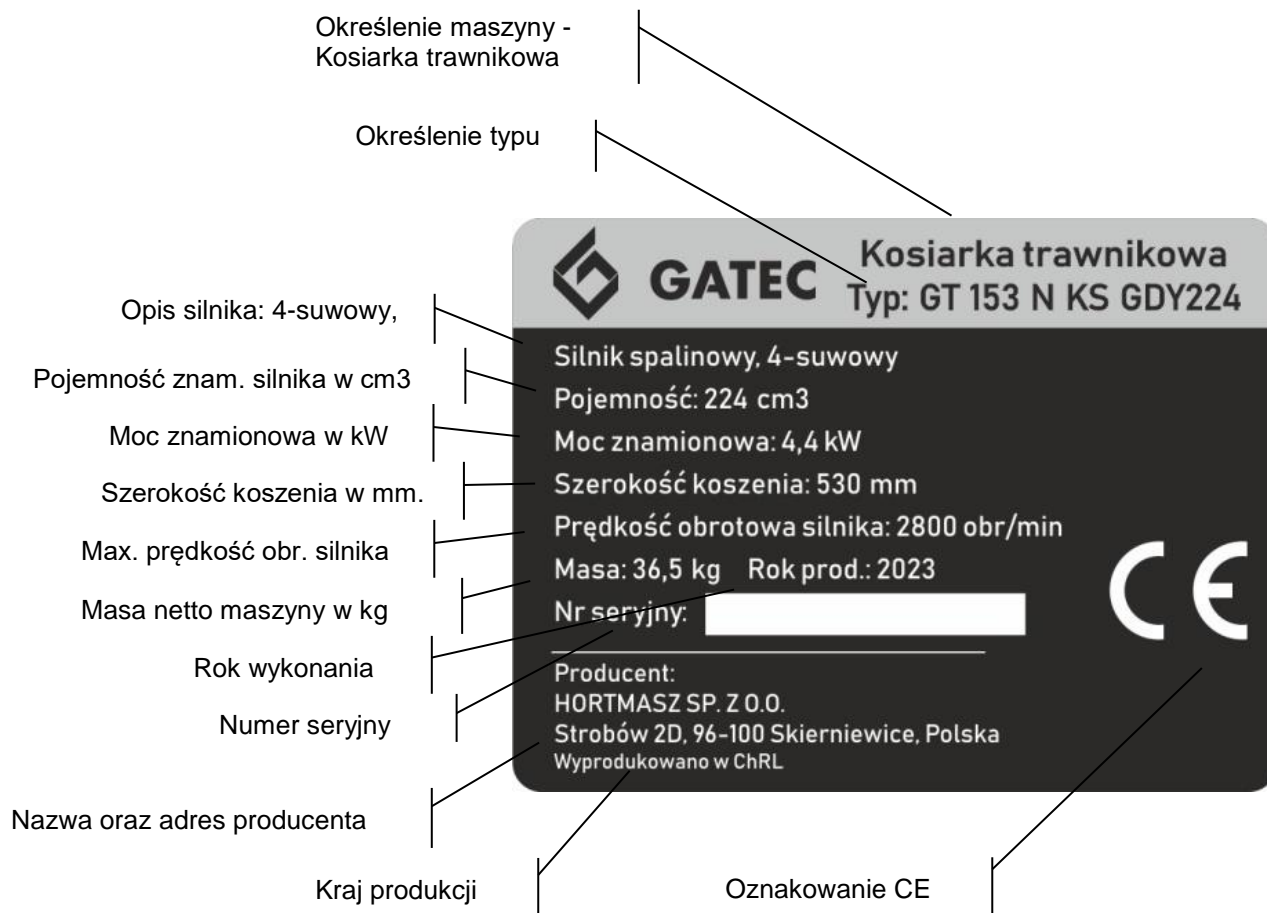 Określenie maszyny -
Kosiarka trawnikowa
Określenie typu
GATEC
Kosiarka trawnikowa
Typ: GT 153 N KS GDY224
Opis silnika: 4-suwowy,
Silnik spalinowy, 4-suwowy
Pojemność znam. silnika w cm3
Pojemność: 224 cm3
Moc znamionowa w kW
Moc znamionowa: 4,4 kW
Szerokość koszenia w mm.
Szerokość koszenia: 530 mm
Max. prędkość obr. silnika
Prędkość obrotowa silnika: 2800 obr/min
Masa netto maszyny w kg
Masa: 36,5 kg Rok prod.: 2023
Rok wykonania
Nr seryjny:
Numer seryjny
CE
Producent:
HORTMASZ SP. Z O.O.
Strobów 2D, 96-100 Skierniewice, Polska
Wyprodukowano w ChRL
Nazwa oraz adres producenta
Kraj produkcji
Oznakowanie CE